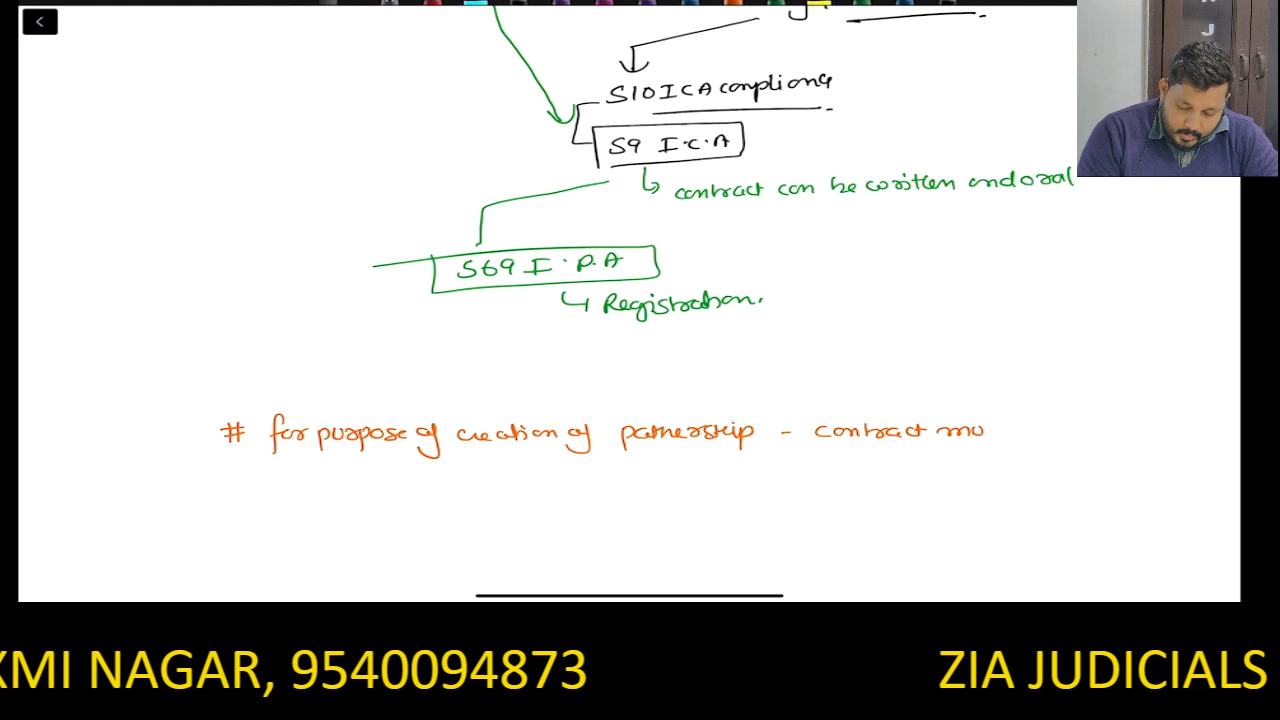 J
S10 ICA compliance
S9 I.C.A
contract can be written and oral
S69 I.P.A
Registration.
# for purpose of creation of partnership - contract mu
XMI NAGAR, 9540094873
ZIA JUDICIALS